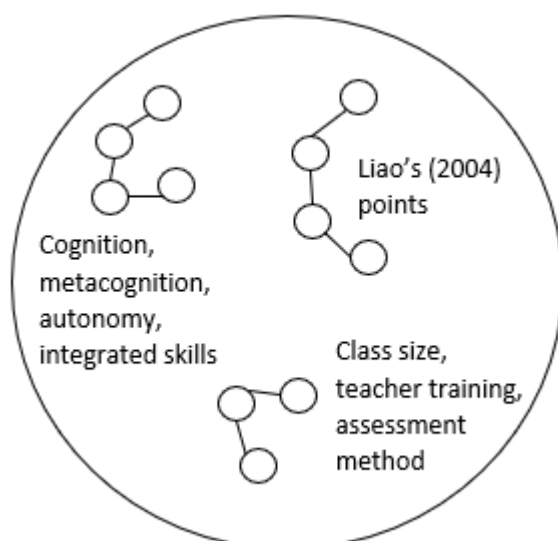 Liao's (2004)
points
Cognition,
metacognition,
autonomy,
integrated skills
Class size,
teacher training,
assessment
method